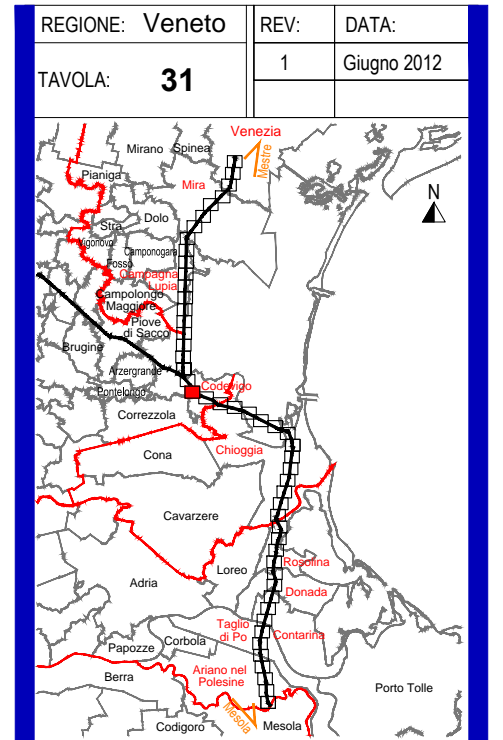 REGIONE: Veneto
REV:
DATA:
TAVOLA: 31
1
Giugno 2012
Venezia
Mirano
Spinea
Mestre
Pianiga
Mira
N
Dolo
Stra
Vigonovo
Camponogara
Fosso
Campagna
Lupia
Campolongo
Maggiore
Piove
di Sacco
Brugine
Arzergrande
Codevigo
Pontelongo
Correzzola
Chioggia
Cona
Cavarzere
Rosolina
Loreo
Adria
Donada
Taglio
di Po
Contarina
Corbola
Papozze
Ariano nel
Polesine
Berra
Porto Tolle
Mesola
Mesola
Codigoro